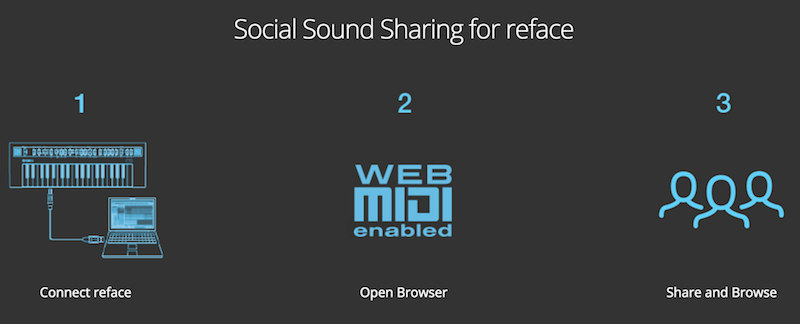 Social Sound Sharing for reface
1
2
3
WEB
MIDI
enabled
Connect reface
Open Browser
Share and Browse